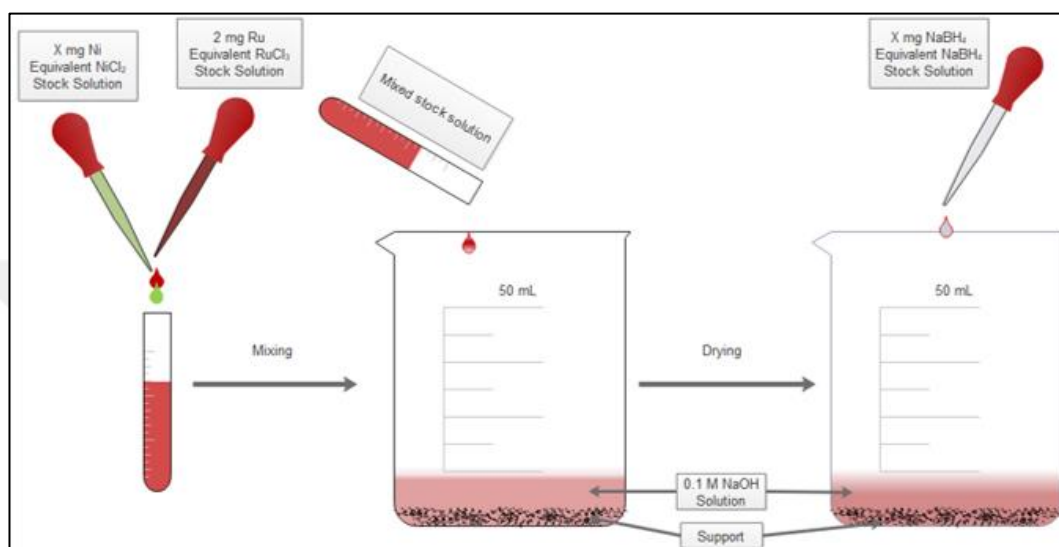 X mg Ni
Equivalent NiCl₂
Stock Solution
2 mg Ru
Equivalent RuCl₃
Stock Solution
Mixed stock solution
X mg NaBH₄
Equivalent NaBH₄
Stock Solution
50 mL
50 mL
Mixing
Drying
0.1 M NaOH
Solution
Support